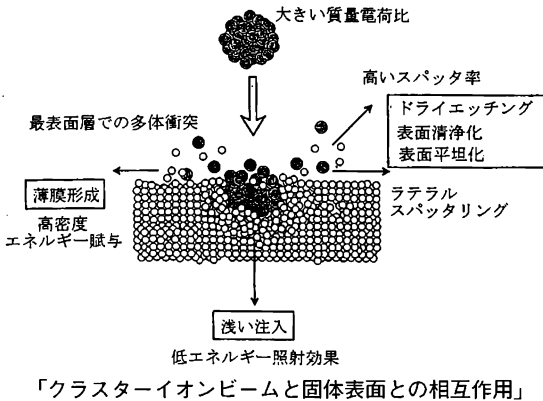 大きい質量電荷比
高いスパッタ率
ドライエッチング
表面清浄化
表面平坦化
最表面層での多体衝突
薄膜形成
高密度
エネルギー賦与
ラテラル
スパッタリング
浅い注入
低エネルギー照射効果
「クラスターイオンビームと固体表面との相互作用」